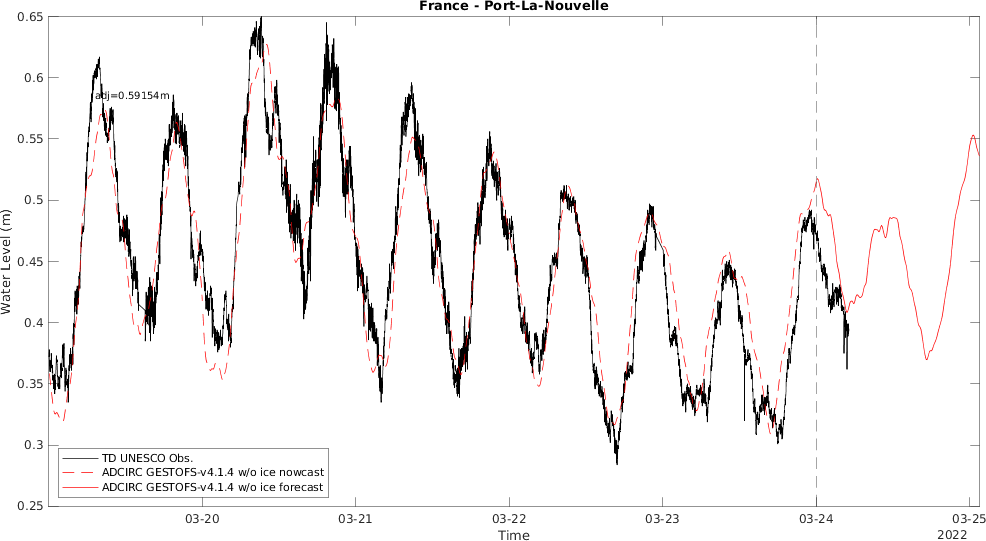 France - Port-La-Nouvelle
0.65
0.6
0.55
0.5
0.45
0.4
0.35
0.3
0.25
Water Level (m)
adj=0.59154m
TD UNESCO Obs.
ADCIRC GESTOFS-v4.1.4 w/o ice nowcast
ADCIRC GESTOFS-v4.1.4 w/o ice forecast
03-20 03-21 03-22 03-23 03-24 03-25
Time
2022